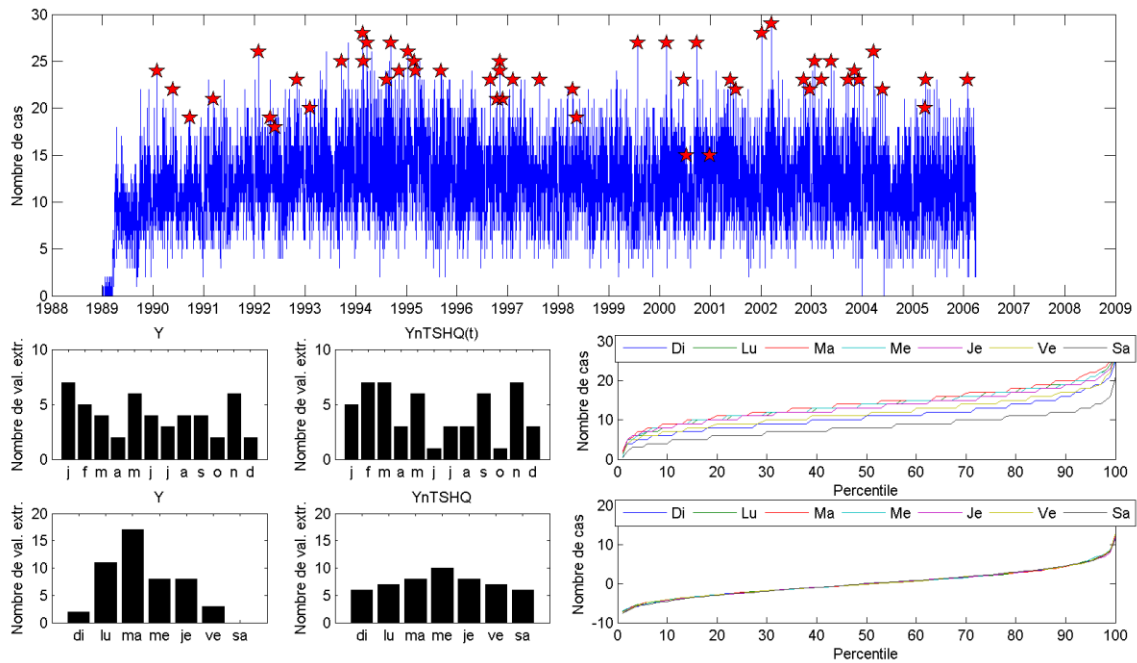 30
25
20
15
10
5
0
Nombre de cas
1988 1989 1990 1991 1992 1993 1994 1995 1996 1997 1998 1999 2000 2001 2002 2003 2004 2005 2006 2007 2008 2009
Y
10
5
0
Nombre de val. extr.
j f m a m j j a s o n d
YnTSHQ(t)
10
5
0
Nombre de val. extr.
j f m a m j j a s o n d
30
20
10
0
Nombre de cas
Di Lu Ma Me Je Ve Sa
0 10 20 30 40 50 60 70 80 90 100
Percentile
Y
20
15
10
5
0
Nombre de val. extr.
di lu ma me je ve sa
YnTSHQ
20
15
10
5
0
Nombre de val. extr.
di lu ma me je ve sa
20
10
0
-10
Nombre de cas
Di Lu Ma Me Je Ve Sa
0 10 20 30 40 50 60 70 80 90 100
Percentile